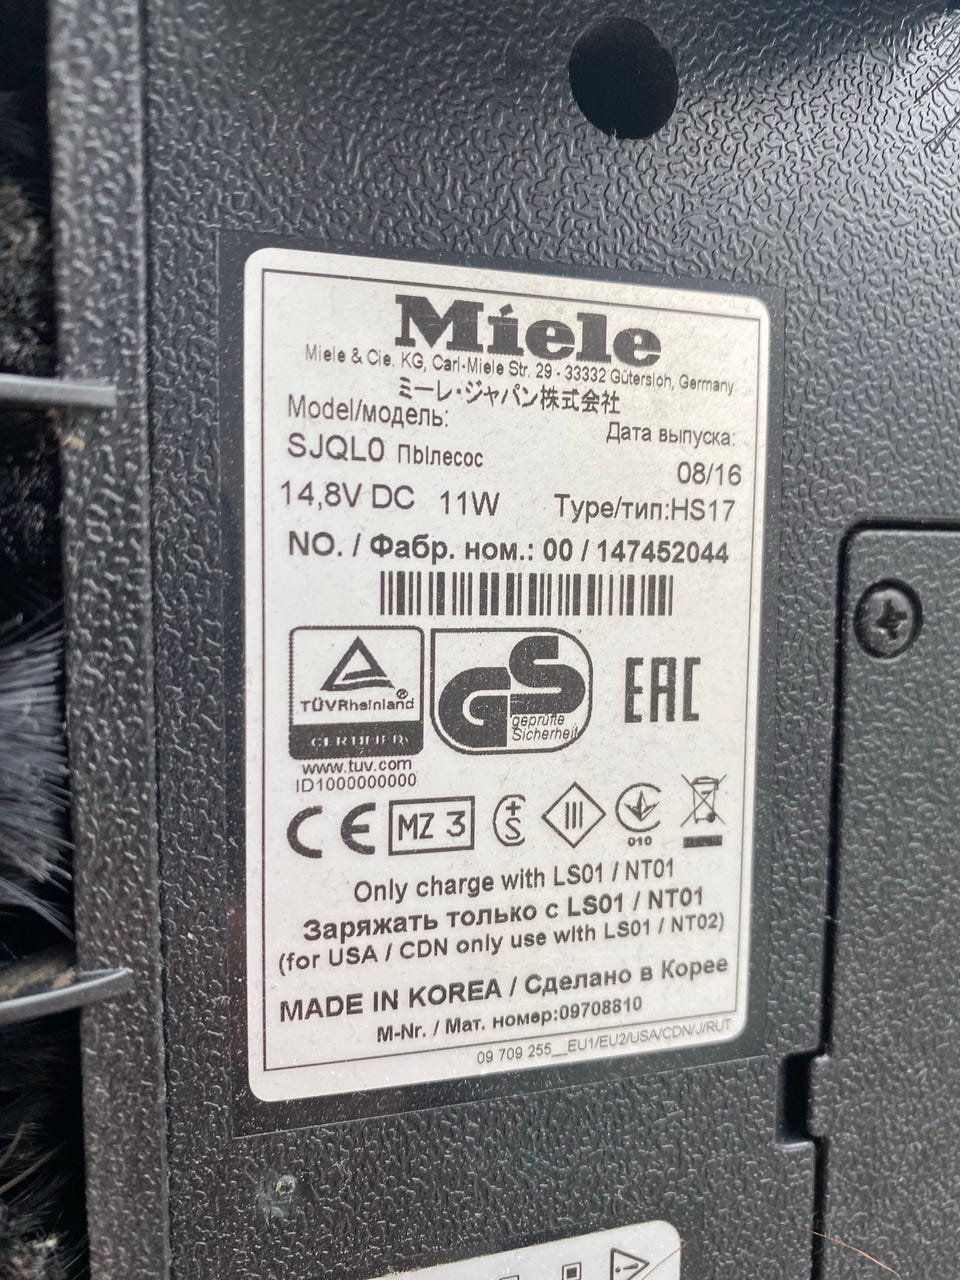 Miele
Miele & Cie. KG, Carl-Miele Str. 29 - 33332 Gütersloh, Germany
ミーレ・ジャパン株式会社
Model/модель:
Дата выпуска:
SJQL0 Пылесос
08/16
14,8V DC 11W Type/тип:HS17
NO. / Фабр. ном.: 00 / 147452044
TÜVRheinland®
CERTIFIED
www.tuv.com
ID1000000000
GS
geprüfte
Sicherheit
EAC
CE MZ 3 +S III
010
Only charge with LS01 / NT01
Заряжать только с LS01 / NT01
(for USA / CDN only use with LS01 / NT02)
MADE IN KOREA / Сделано в Корее
M-Nr. / Мат. номер:09708810
09 709 255__EU1/EU2/USA/CDN/J/RUT